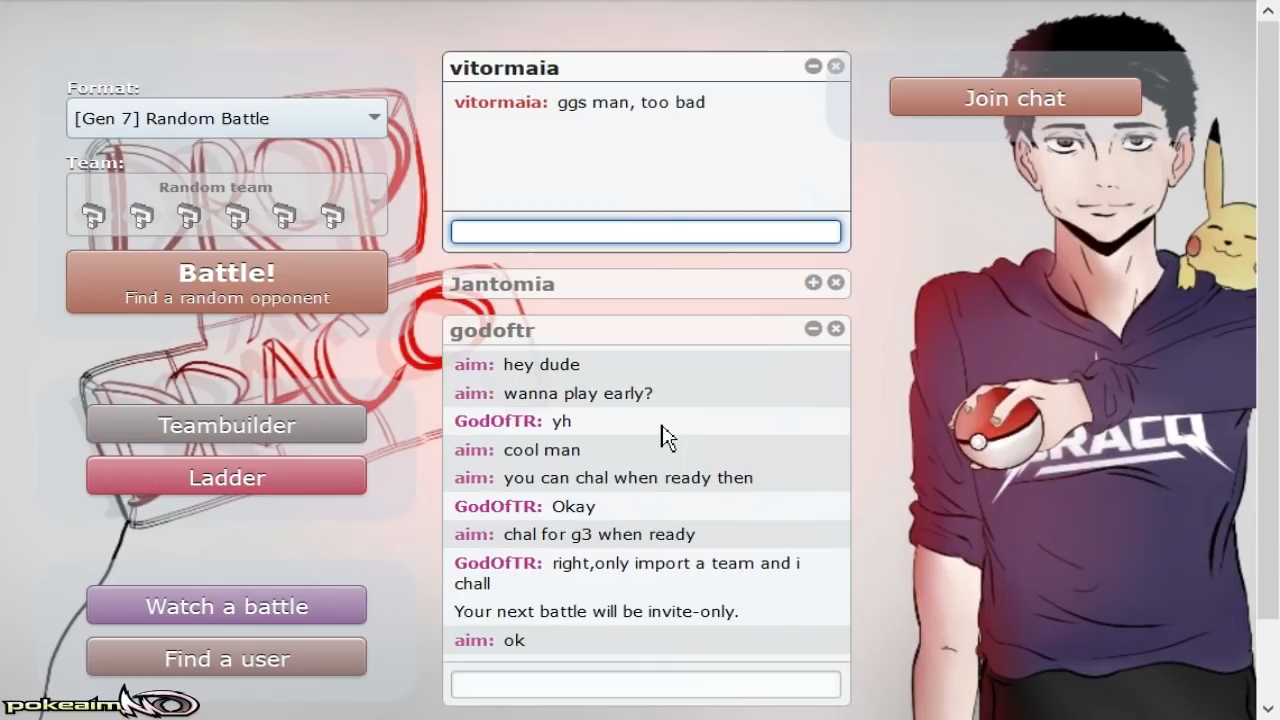 Format:
[Gen 7] Random Battle
Team:
Random team
Battle!
Find a random opponent
Teambuilder
Ladder
Watch a battle
Find a user
vitormaia
vitormaia: ggs man, too bad
Jantomia
godoftr
aim: hey dude
aim: wanna play early?
GodOfTR: yh
aim: cool man
aim: you can chal when ready then
GodOfTR: Okay
aim: chal for g3 when ready
GodOfTR: right,only import a team and i
chall
Your next battle will be invite-only.
aim: ok
Join chat
pokeaim